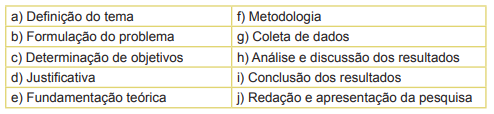 a) Definição do tema
b) Formulação do problema
c) Determinação de objetivos
d) Justificativa
e) Fundamentação teórica
f) Metodologia
g) Coleta de dados
h) Análise e discussão dos resultados
i) Conclusão dos resultados
j) Redação e apresentação da pesquisa